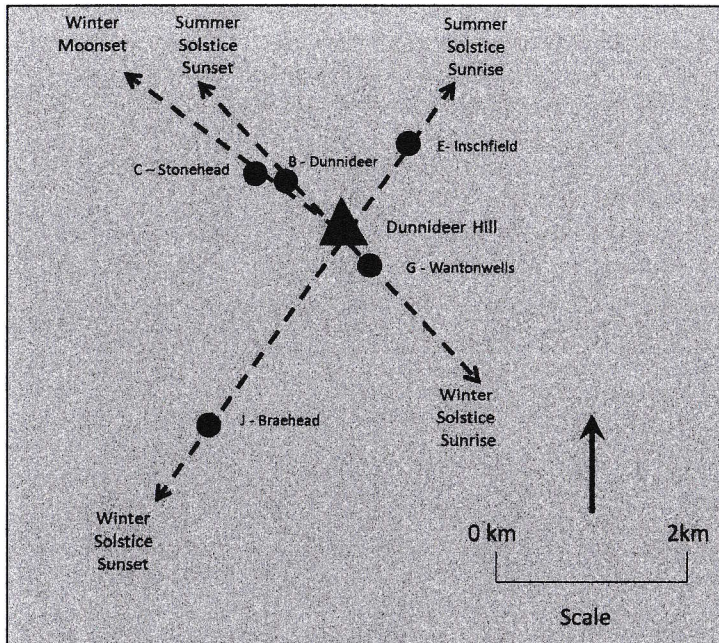 Winter
Moonset
Summer
Solstice
Sunset
Summer
Solstice
Sunrise
E- Inschfield
B - Dunnideer
C - Stonehead
Dunnideer Hill
G - Wantonwells
Winter
Solstice
Sunrise
J - Braehead
Winter
Solstice
Sunset
0 km
2km
Scale